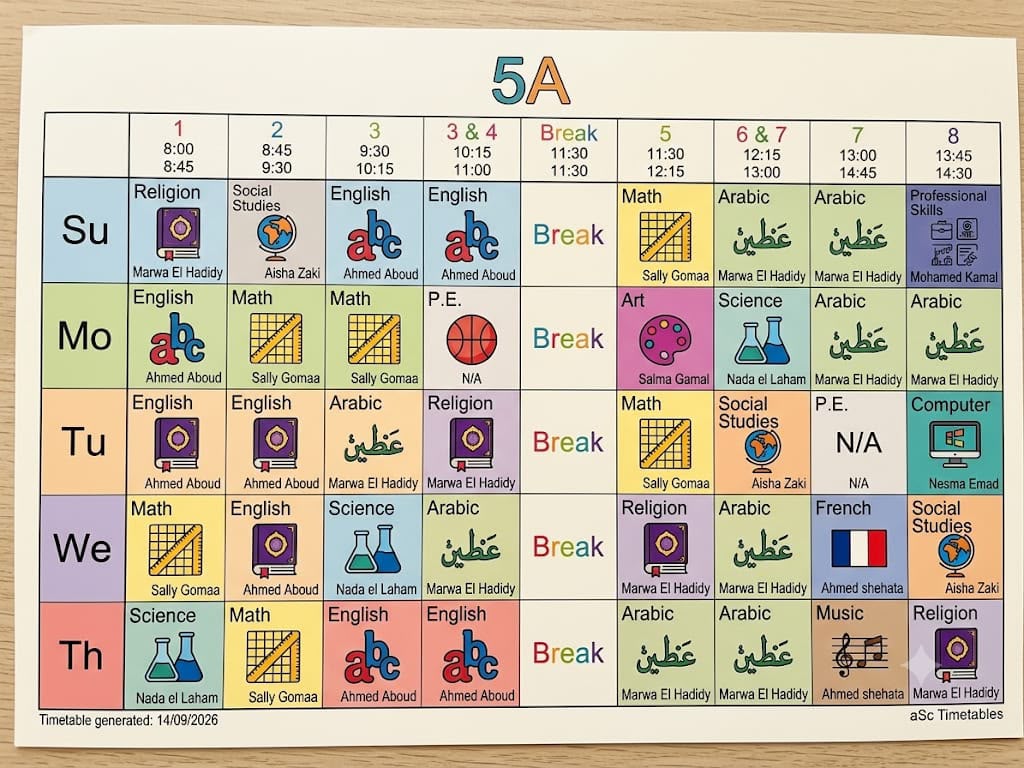 5A
1
8:00
8:45
2
8:45
9:30
3
9:30
10:15
3 & 4
10:15
11:00
Break
11:30
11:30
5
11:30
12:15
6 & 7
12:15
13:00
7
13:00
14:45
8
13:45
14:30
Su
Religion
Marwa El Hadidy
Social
Studies
Aisha Zaki
English
abc
Ahmed Aboud
English
abc
Ahmed Aboud
Break
Math
Sally Gomaa
Arabic
Marwa El Hadidy
Arabic
Marwa El Hadidy
Professional
Skills
Mohamed Kamal
Mo
English
abc
Ahmed Aboud
Math
Sally Gomaa
Math
Sally Gomaa
P.E.
N/A
Break
Art
Salma Gamal
Science
Nada el Laham
Arabic
Marwa El Hadidy
Arabic
Marwa El Hadidy
Tu
English
Ahmed Aboud
English
Ahmed Aboud
Arabic
Marwa El Hadidy
Religion
Marwa El Hadidy
Break
Math
Sally Gomaa
Social
Studies
Aisha Zaki
P.E.
N/A
N/A
Computer
Nesma Emad
We
Math
Sally Gomaa
English
Ahmed Aboud
Science
Nada el Laham
Arabic
Marwa El Hadidy
Break
Religion
Marwa El Hadidy
Arabic
Marwa El Hadidy
French
Ahmed shehata
Social
Studies
Aisha Zaki
Th
Science
Nada el Laham
Math
Sally Gomaa
English
abc
Ahmed Aboud
English
abc
Ahmed Aboud
Break
Arabic
Marwa El Hadidy
Arabic
Marwa El Hadidy
Music
Ahmed shehata
Religion
Marwa El Hadidy
Timetable generated: 14/09/2026
aSc Timetables